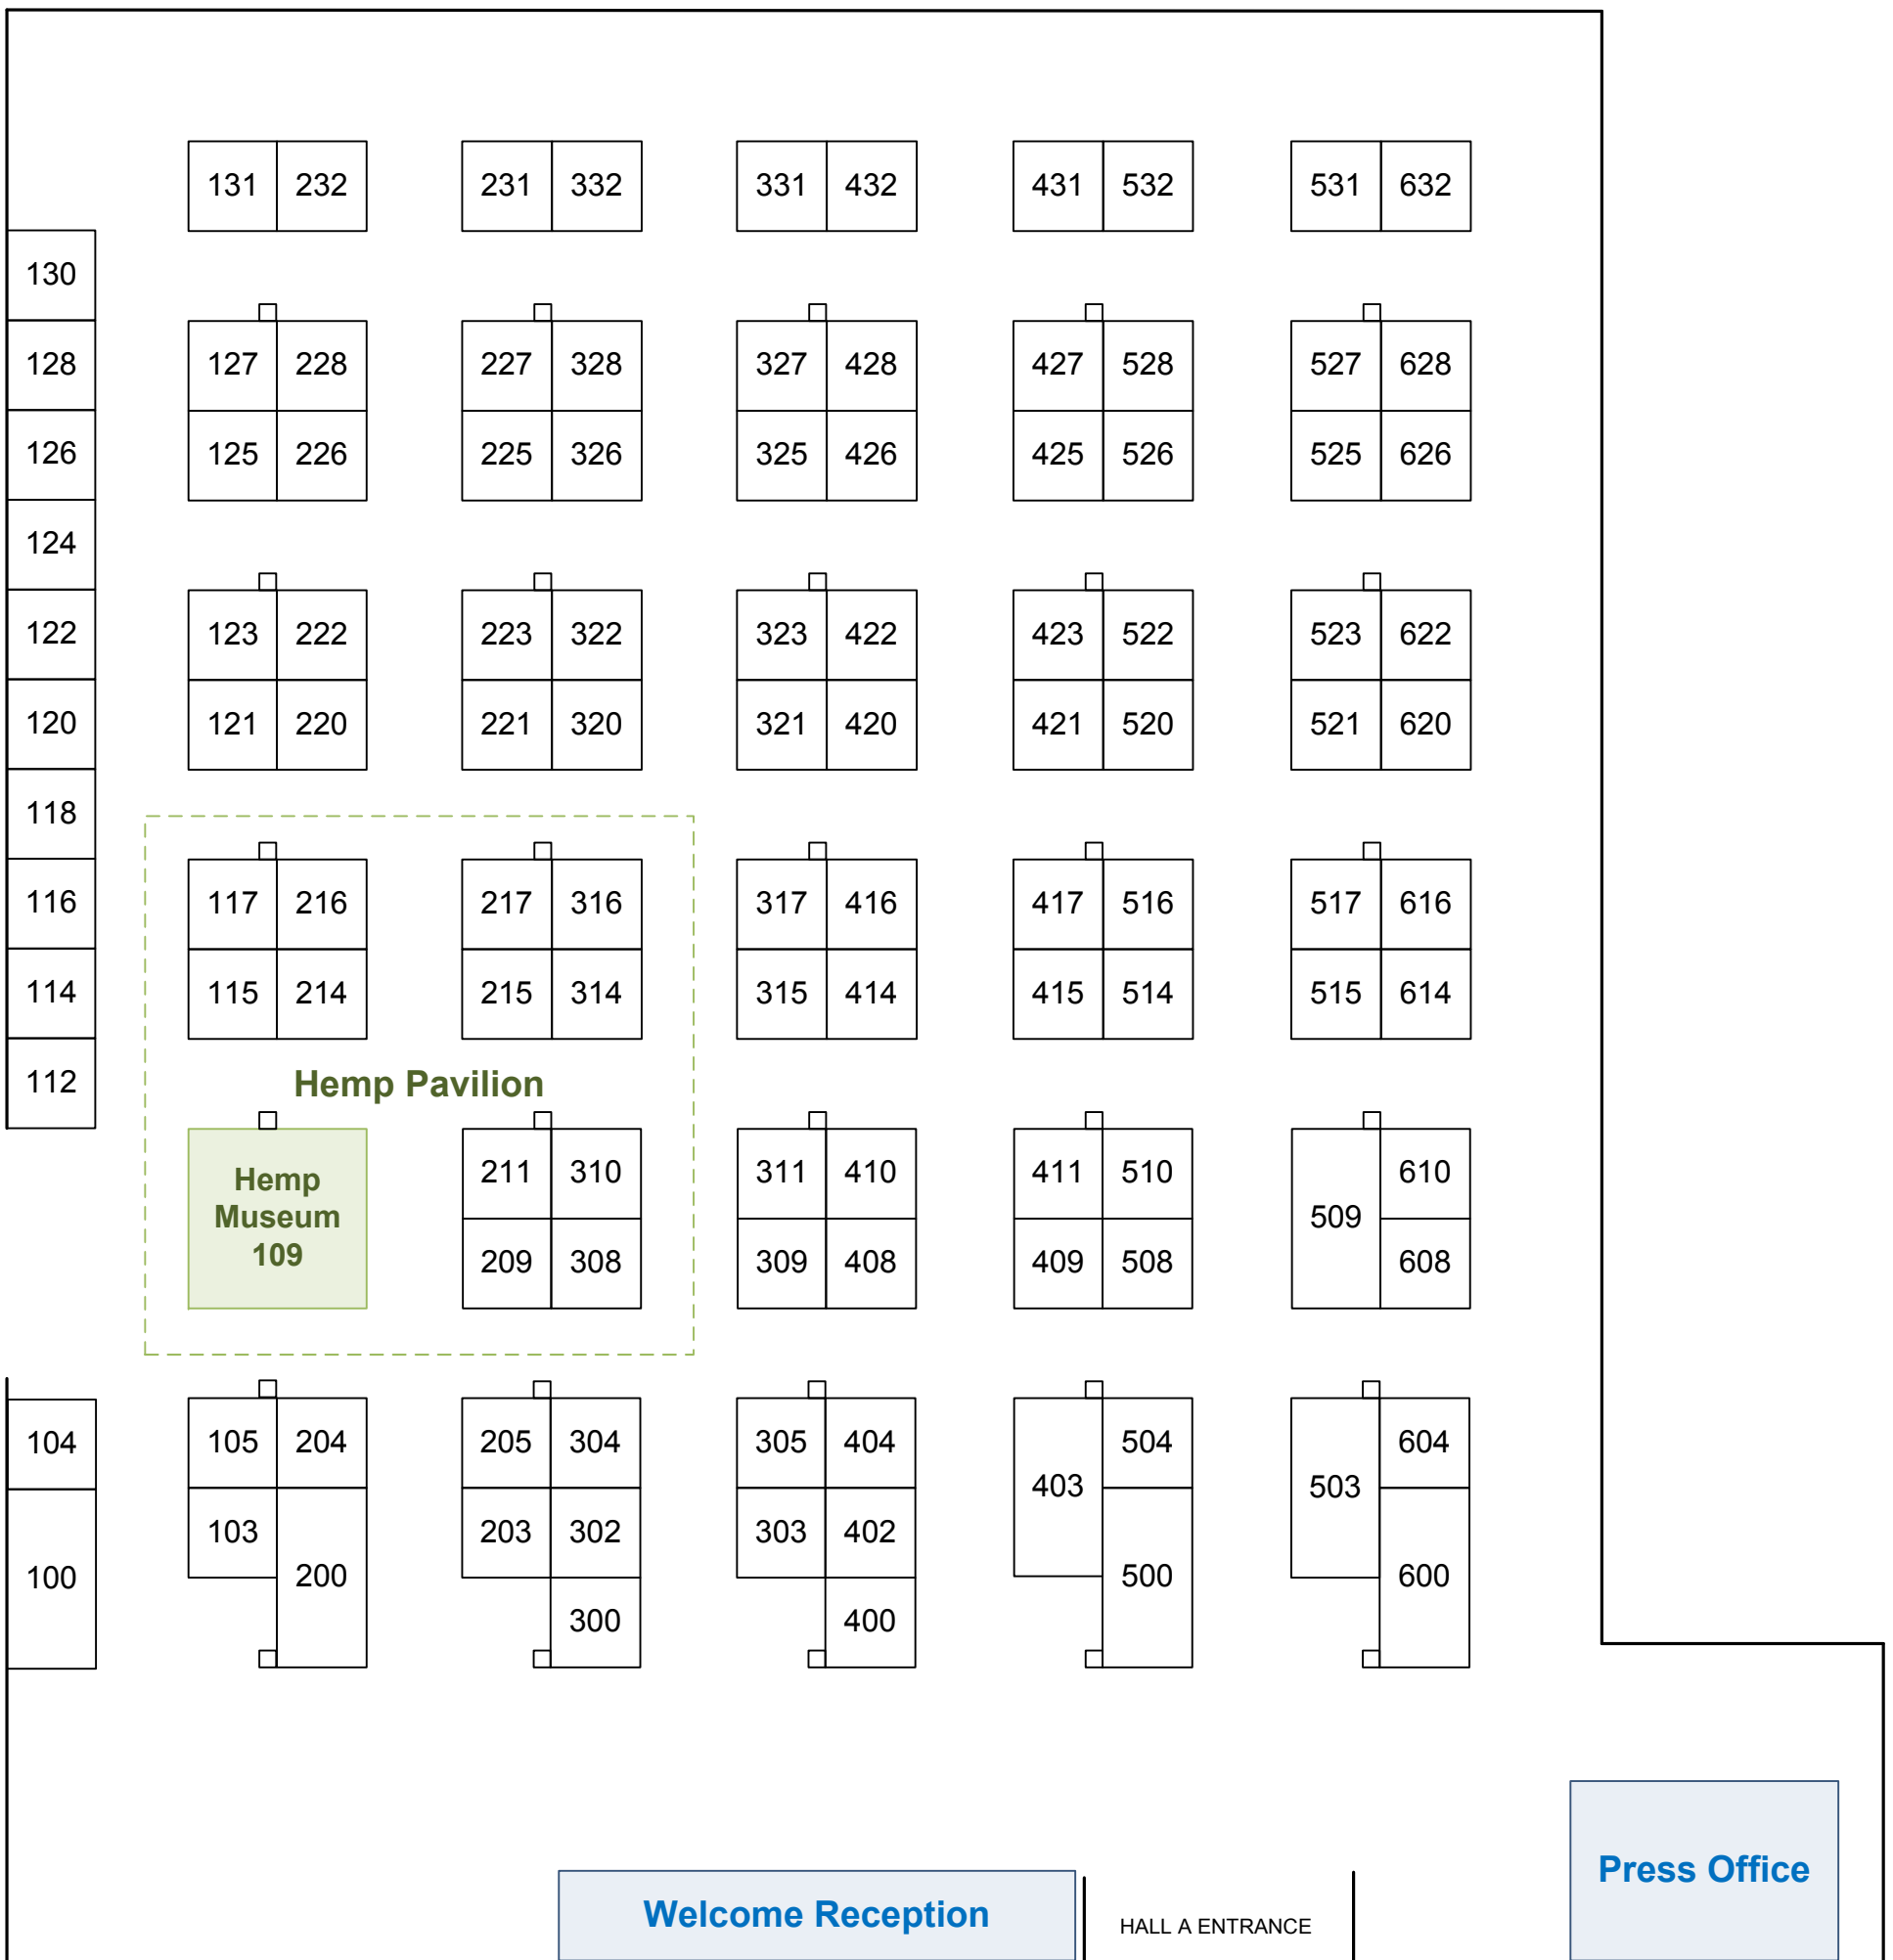 131 232 231 332 331 432 431 532 531 632
130
128 127 228 227 328 327 428 427 528 527 628
126 125 226 225 326 325 426 425 526 525 626
124
122 123 222 223 322 323 422 423 522 523 622
120 121 220 221 320 321 420 421 520 521 620
118
116 117 216 217 316 317 416 417 516 517 616
114 115 214 215 314 315 414 415 514 515 614
112 Hemp Pavilion
Hemp
Museum
109
211 310 311 410 411 510 610
509
209 308 309 408 409 508 608
104 105 204 205 304 305 404 504 604
403 503
103 203 302 303 402
100 200 500 600
300 400
Press Office
Welcome Reception
HALL A ENTRANCE